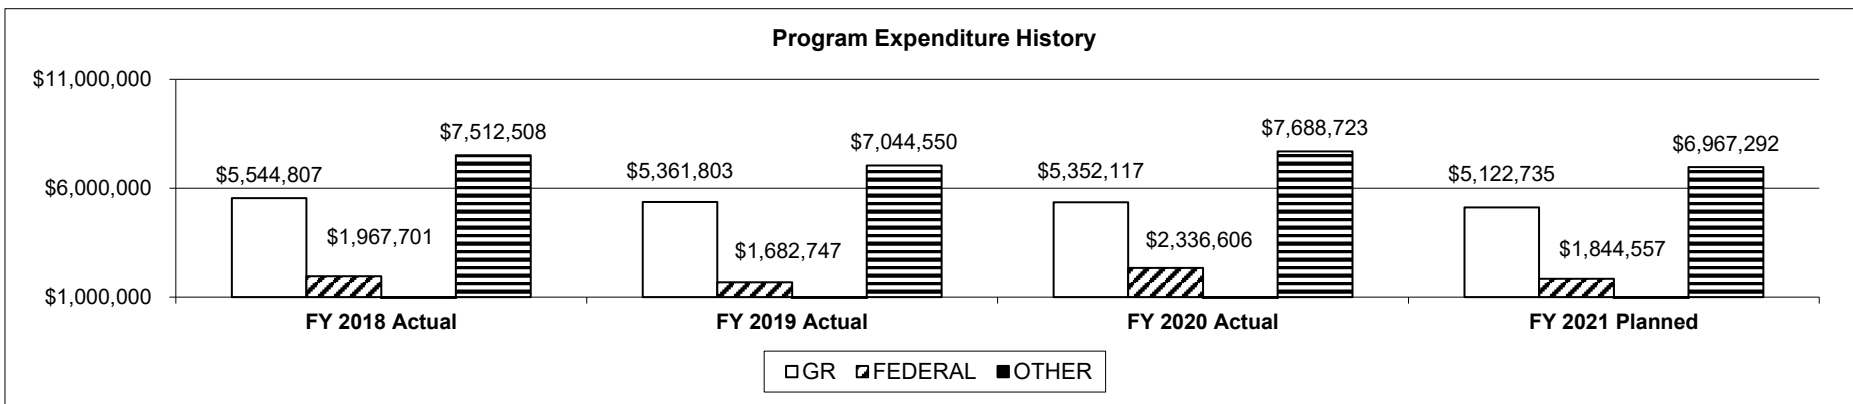 Program Expenditure History
$11,000,000
$6,000,000
$1,000,000
$5,544,807
$1,967,701
$7,512,508
$5,361,803
$1,682,747
$7,044,550
$5,352,117
$2,336,606
$7,688,723
$5,122,735
$1,844,557
$6,967,292
FY 2018 Actual
FY 2019 Actual
FY 2020 Actual
FY 2021 Planned
GR FEDERAL OTHER